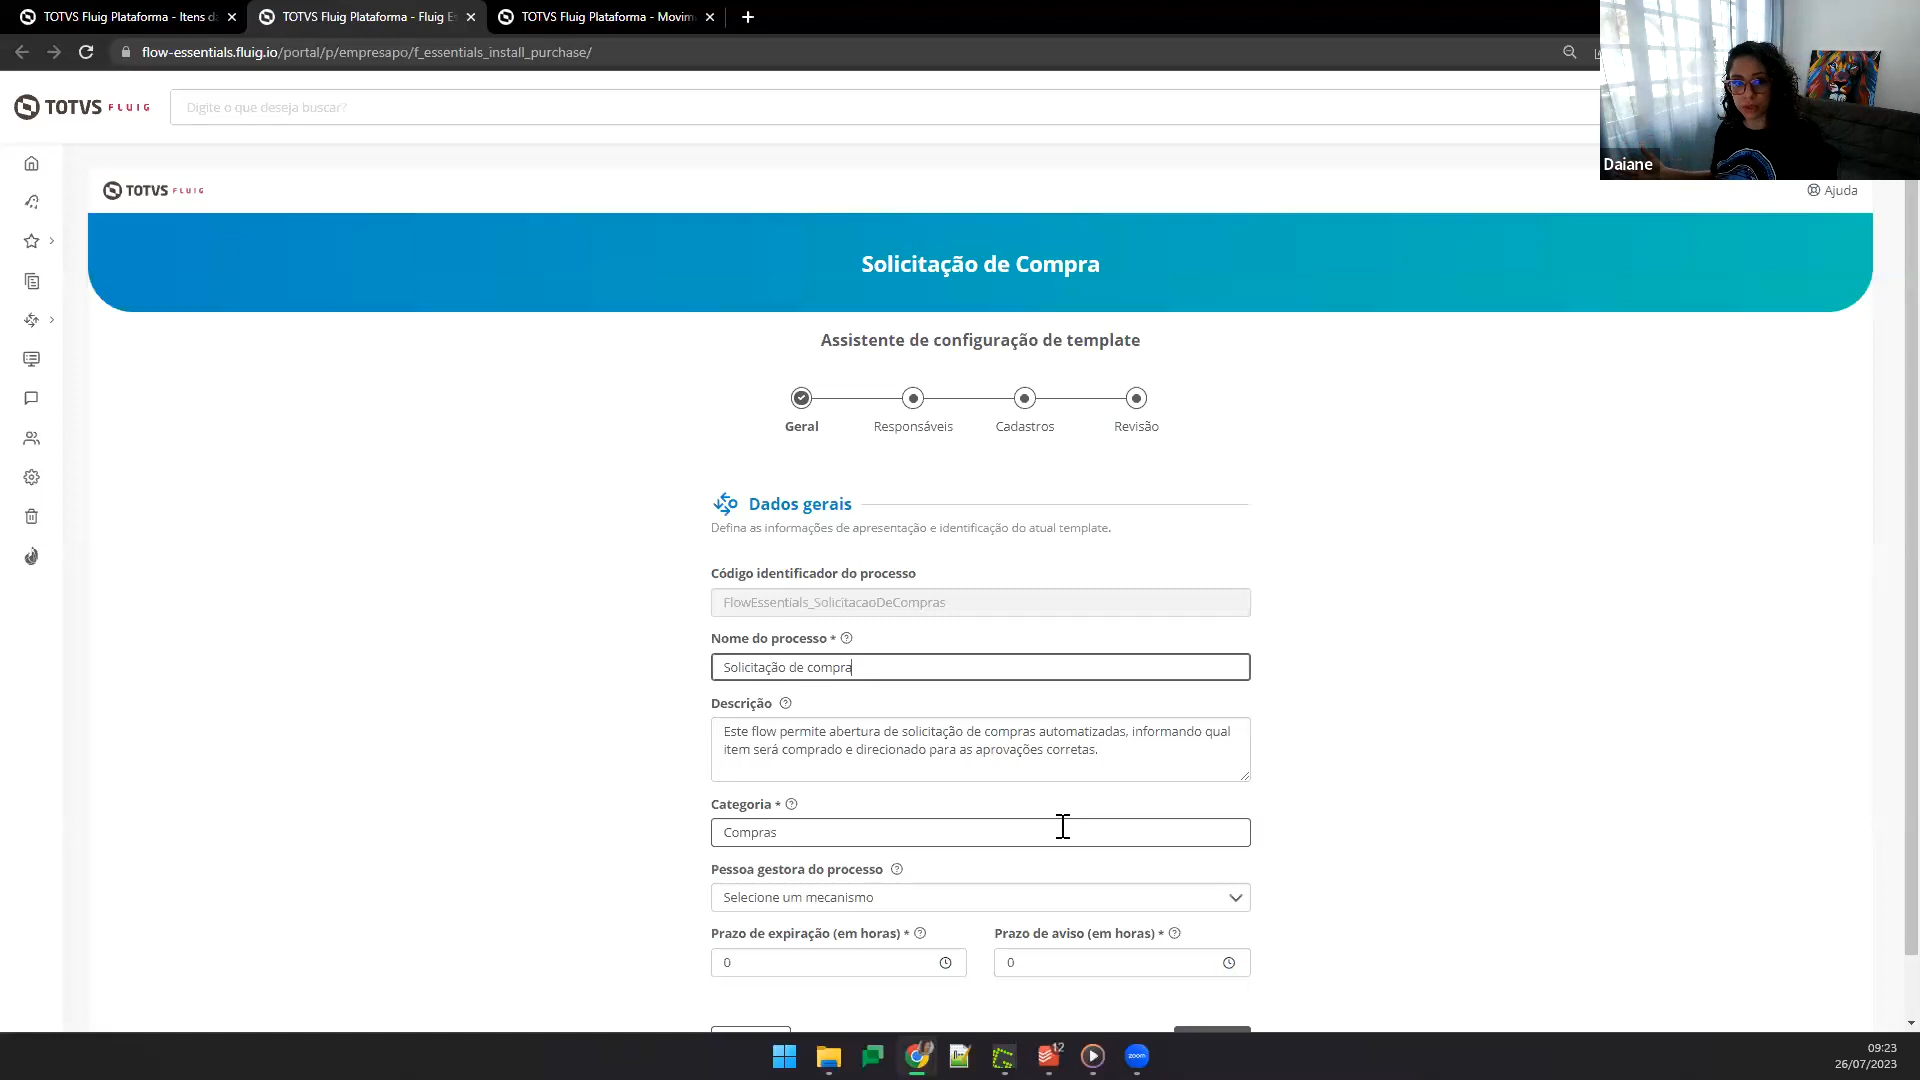 TOTVS Fluig Plataforma - Itens da
TOTVS Fluig Plataforma - Fluig Es
TOTVS Fluig Plataforma - Movim
flow-essentials.fluig.io/portal/p/empresapo/f_essentials_install_purchase/
TOTVS FLUIG
Digite o que deseja buscar?
Daiane
TOTVS FLUIG
Ajuda
Solicitação de Compra
Assistente de configuração de template
Geral
Responsáveis
Cadastros
Revisão
Dados gerais
Defina as informações de apresentação e identificação do atual template.
Código identificador do processo
FlowEssentials_SolicitacaoDeCompras
Nome do processo *
Solicitação de compra
Descrição
Este flow permite abertura de solicitação de compras automatizadas, informando qual
item será comprado e direcionado para as aprovações corretas.
Categoria *
Compras
Pessoa gestora do processo
Selecione um mecanismo
Prazo de expiração (em horas) *
Prazo de aviso (em horas) *
0
0
12
zoom
09:23
26/07/2023